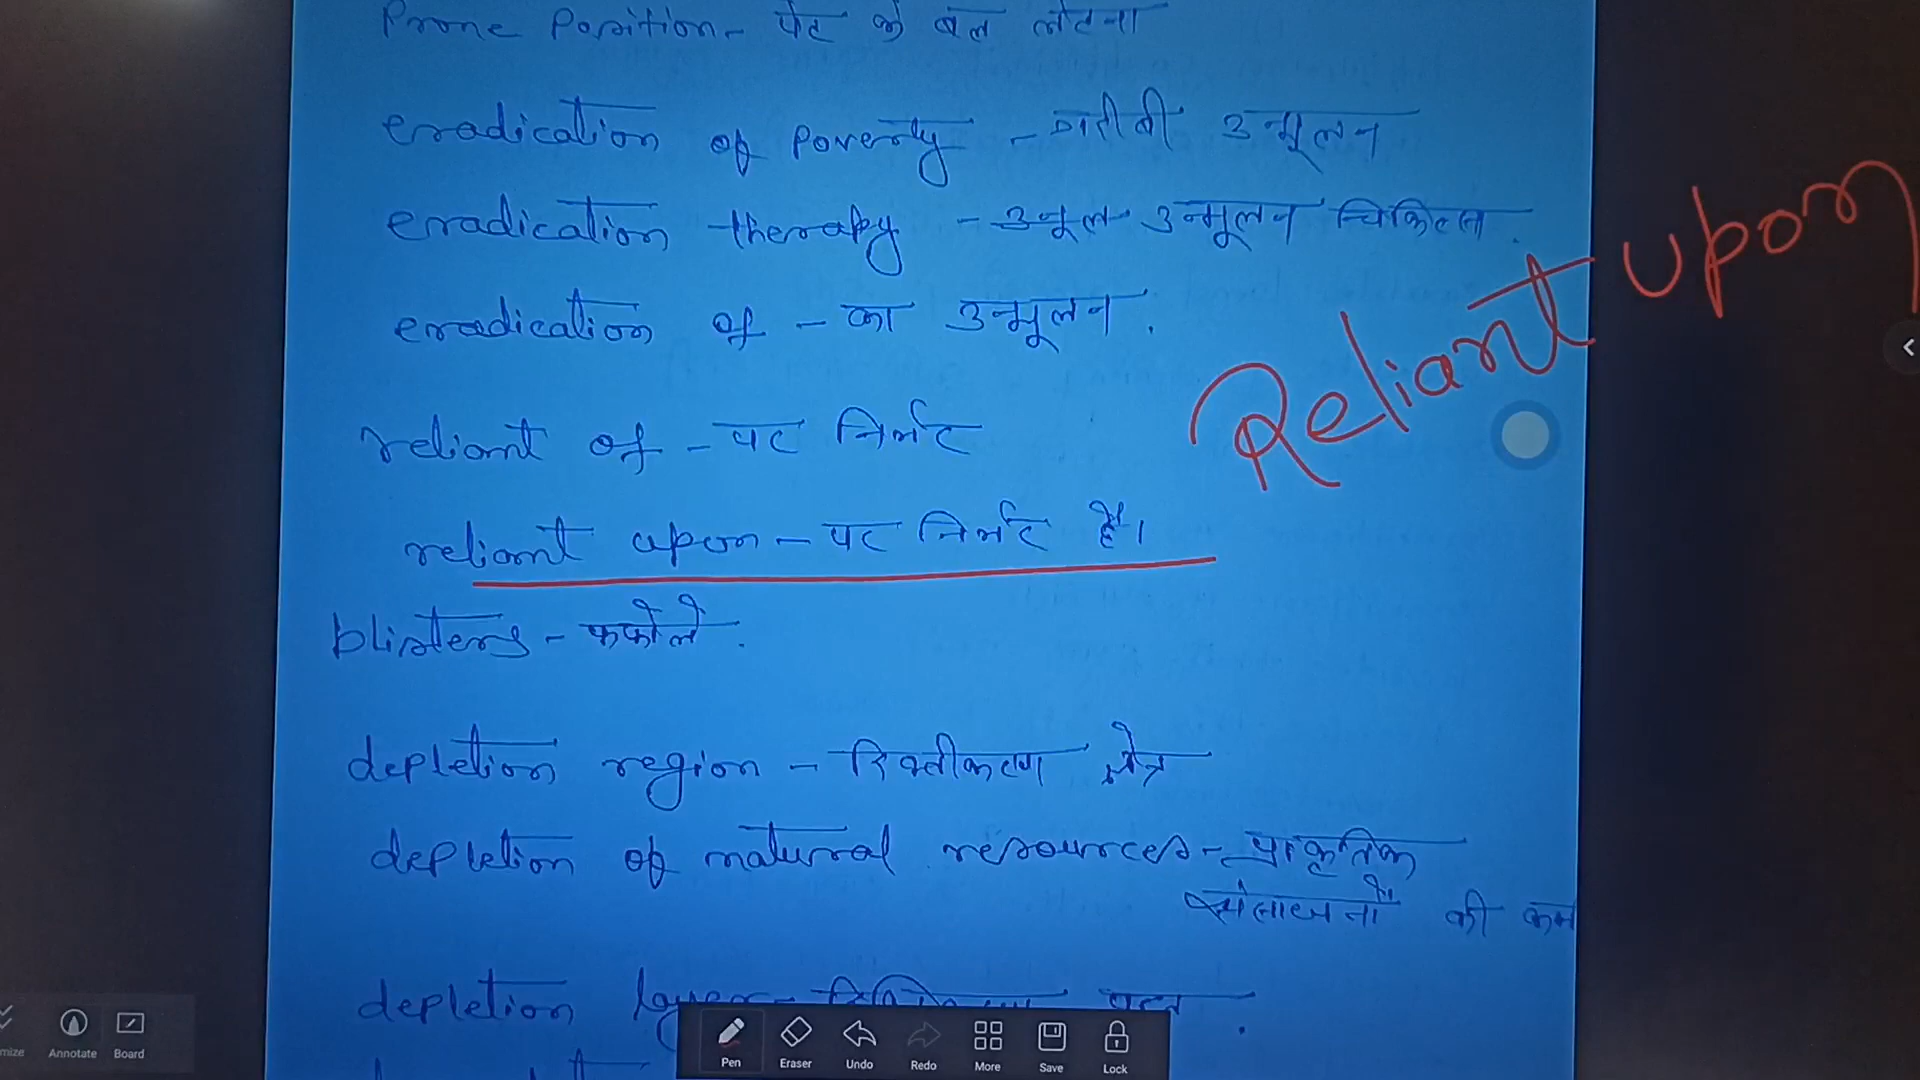 Prone Position - पेट के बल लेटना
eradication of poverty - गरीबी उन्मूलन
eradication therapy - उन्मूलन चिकित्सा.
eradication of - का उन्मूलन.
Reliant upon
reliant of - पर निर्भर
reliant upon - पर निर्भर हैं।
blisters - फफोले.
depletion region - रिक्तीकरण क्षेत्र
depletion of natural resources - प्राकृतिक
संसाधनों की कम
depletion layer - परत.
Annotate
Board
Pen
Eraser
Undo
Redo
More
Save
Lock